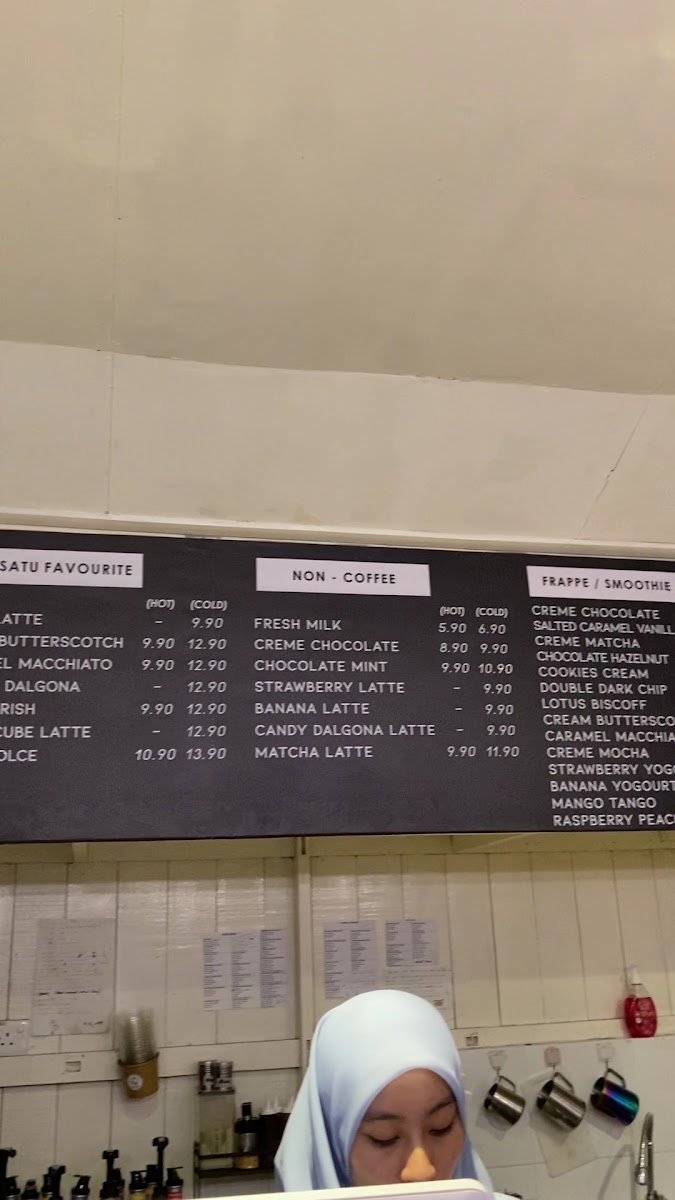 SATU FAVOURITE
(HOT) (COLD)
ATTE – 9.90
BUTTERSCOTCH 9.90 12.90
EL MACCHIATO 9.90 12.90
DALGONA – 12.90
RISH 9.90 12.90
CUBE LATTE – 12.90
OLCE 10.90 13.90
NON - COFFEE
(HOT) (COLD)
FRESH MILK 5.90 6.90
CREME CHOCOLATE 8.90 9.90
CHOCOLATE MINT 9.90 10.90
STRAWBERRY LATTE – 9.90
BANANA LATTE – 9.90
CANDY DALGONA LATTE – 9.90
MATCHA LATTE 9.90 11.90
FRAPPE / SMOOTHIE
CREME CHOCOLATE
SALTED CARAMEL VANILL
CREME MATCHA
CHOCOLATE HAZELNUT
COOKIES CREAM
DOUBLE DARK CHIP
LOTUS BISCOFF
CREAM BUTTERSCO
CARAMEL MACCHIA
CREME MOCHA
STRAWBERRY YOG
BANANA YOGOURT
MANGO TANGO
RASPBERRY PEAC